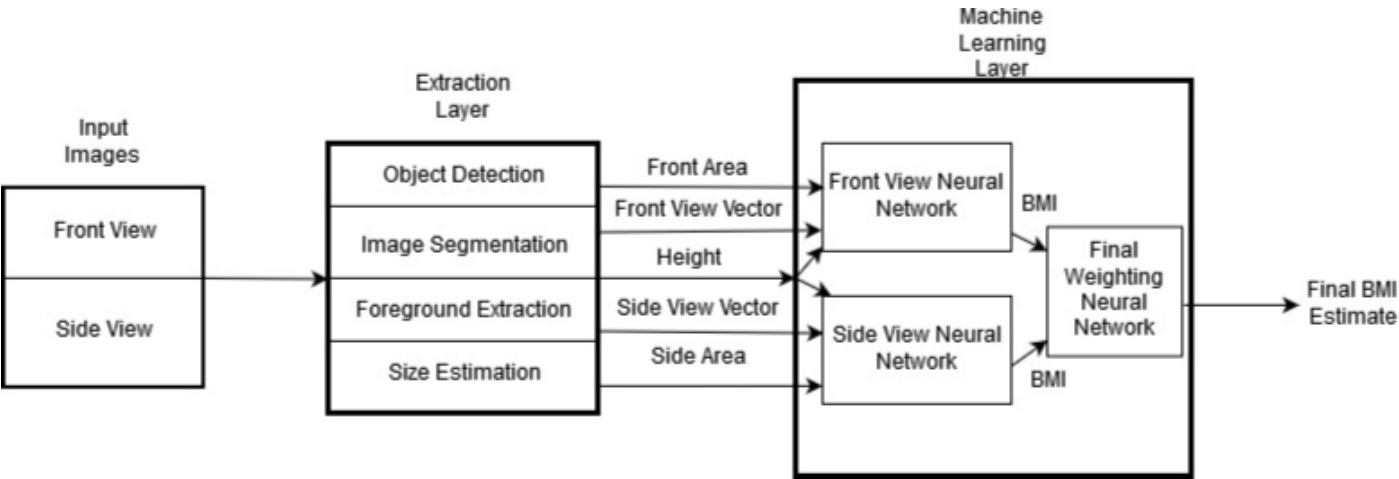 Input
Images
Front View
Side View
Extraction
Layer
Object Detection
Image Segmentation
Foreground Extraction
Size Estimation
Front Area
Front View Vector
Height
Side View Vector
Side Area
Machine
Learning
Layer
Front View Neural
Network
Side View Neural
Network
BMI
BMI
Final
Weighting
Neural
Network
Final BMI
Estimate